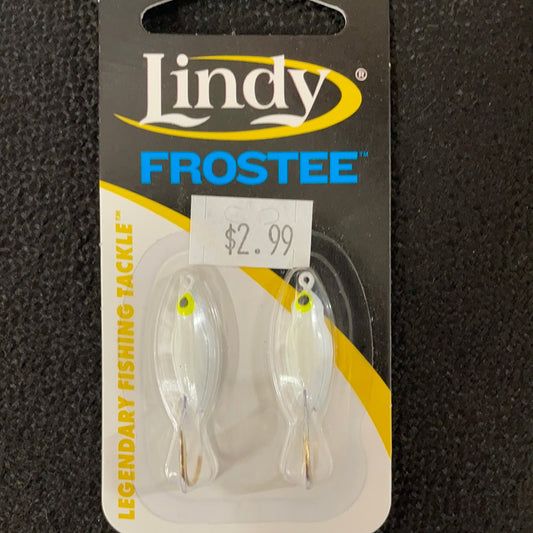 Lindy®
FROSTEE™
$2.99
LEGENDARY FISHING TACKLE™